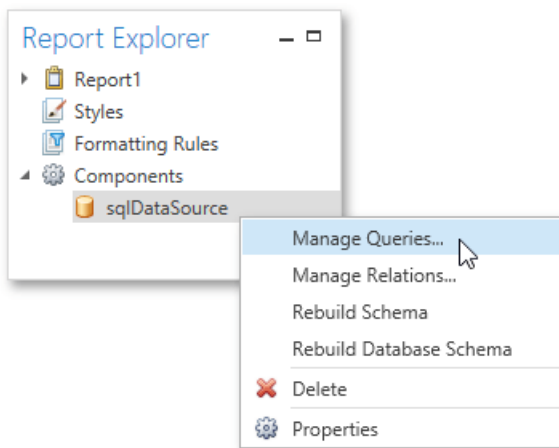 Report Explorer
Report1
Styles
Formatting Rules
Components
sqlDataSource
Manage Queries...
Manage Relations...
Rebuild Schema
Rebuild Database Schema
Delete
Properties